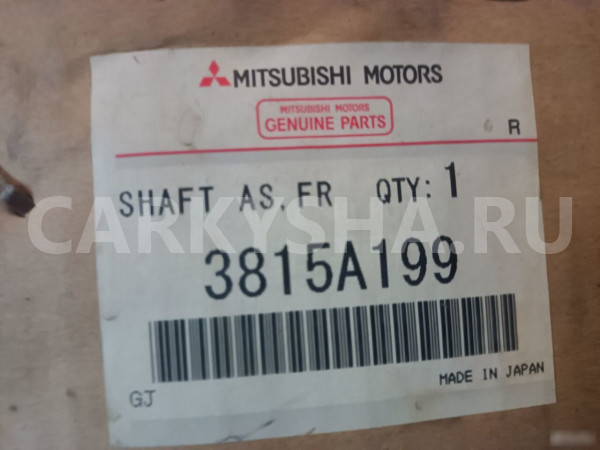 MITSUBISHI MOTORS
MITSUBISHI MOTORS
GENUINE PARTS
R
SHAFT AS, FR QTY: 1
CARKYSHA.RU
3815A199
GJ
MADE IN JAPAN